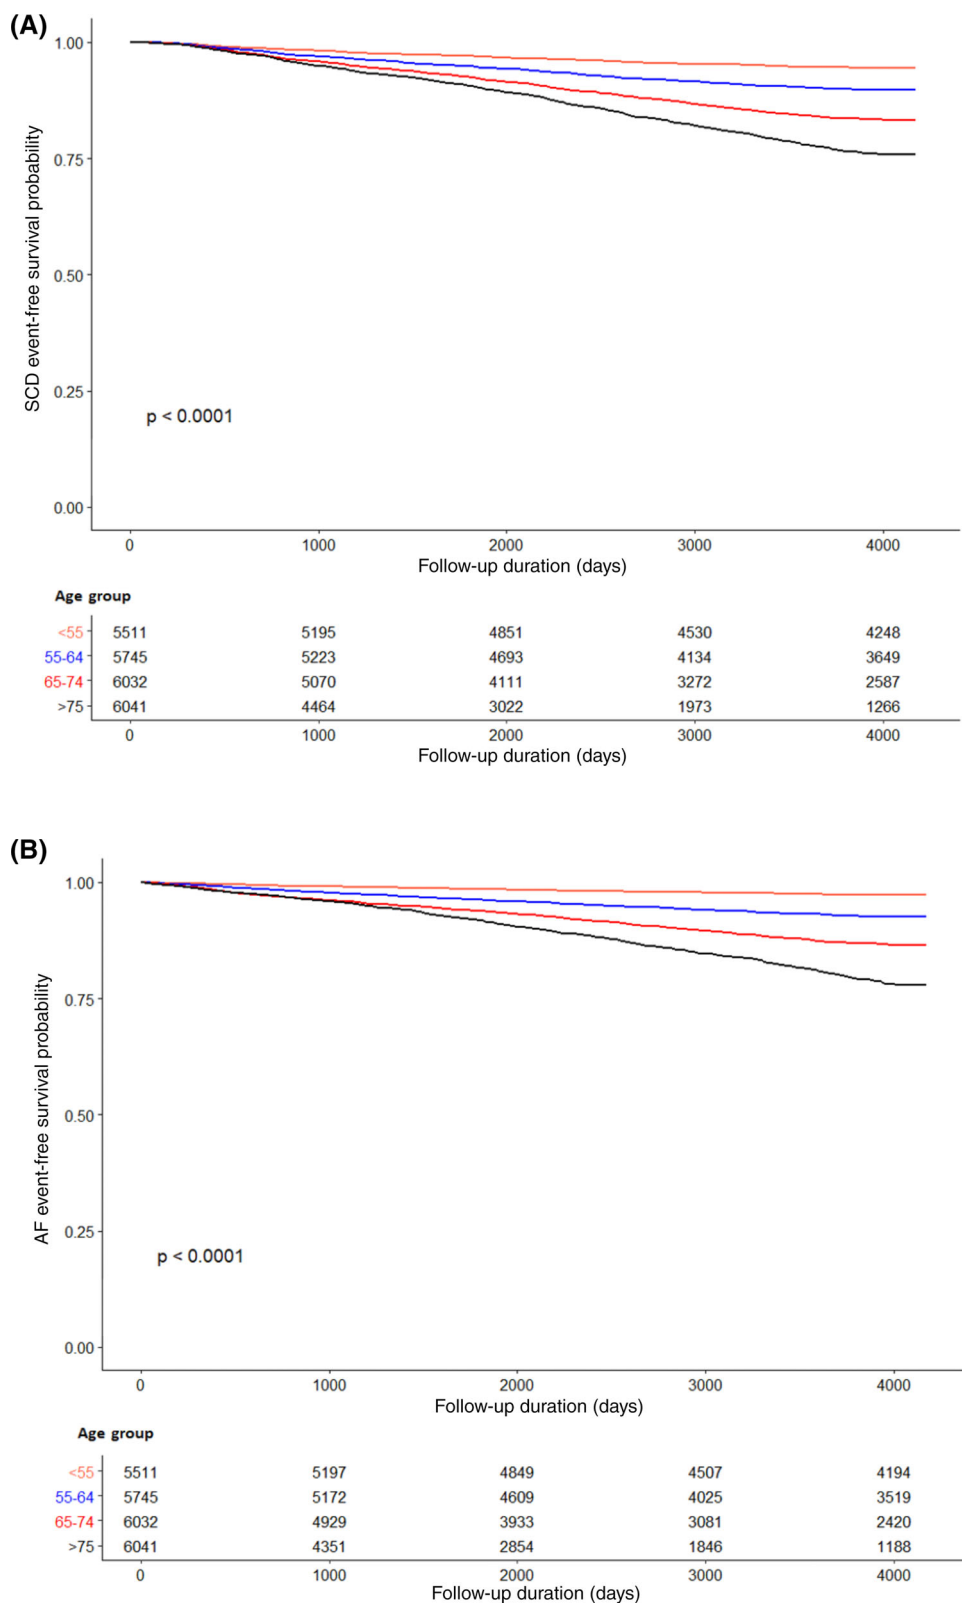 (A)
1.00
0.75
0.50
0.25
0.00
SCD event-free survival probability
p < 0.0001
0 1000 2000 3000 4000
Follow-up duration (days)
Age group
<55 5511 5195 4851 4530 4248
55-64 5745 5223 4693 4134 3649
65-74 6032 5070 4111 3272 2587
>75 6041 4464 3022 1973 1266
0 1000 2000 3000 4000
Follow-up duration (days)
(B)
1.00
0.75
0.50
0.25
0.00
AF event-free survival probability
p < 0.0001
0 1000 2000 3000 4000
Follow-up duration (days)
Age group
<55 5511 5197 4849 4507 4194
55-64 5745 5172 4609 4025 3519
65-74 6032 4929 3933 3081 2420
>75 6041 4351 2854 1846 1188
0 1000 2000 3000 4000
Follow-up duration (days)